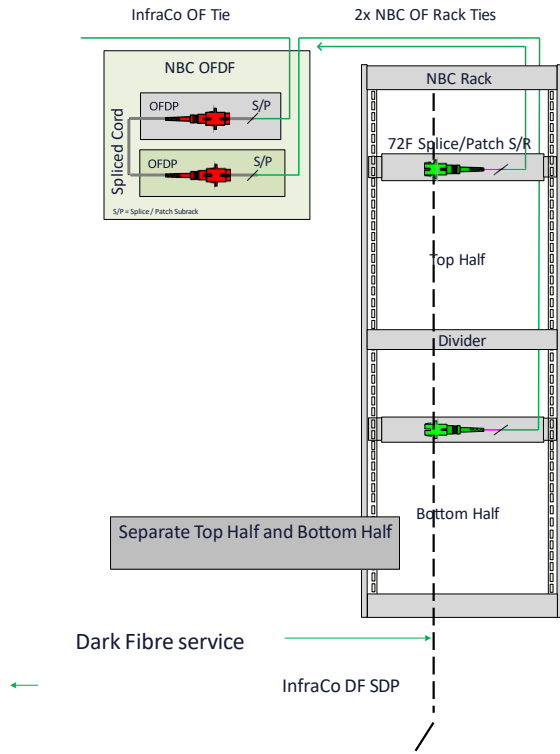 InfraCo OF Tie
2x NBC OF Rack Ties
NBC OFDF
NBC Rack
OFDP
S/P
72F Splice/Patch S/R
Spliced Cord
OFDP
S/P
S/P = Splice / Patch Subrack
Top Half
Divider
Bottom Half
Separate Top Half and Bottom Half
Dark Fibre service
InfraCo DF SDP